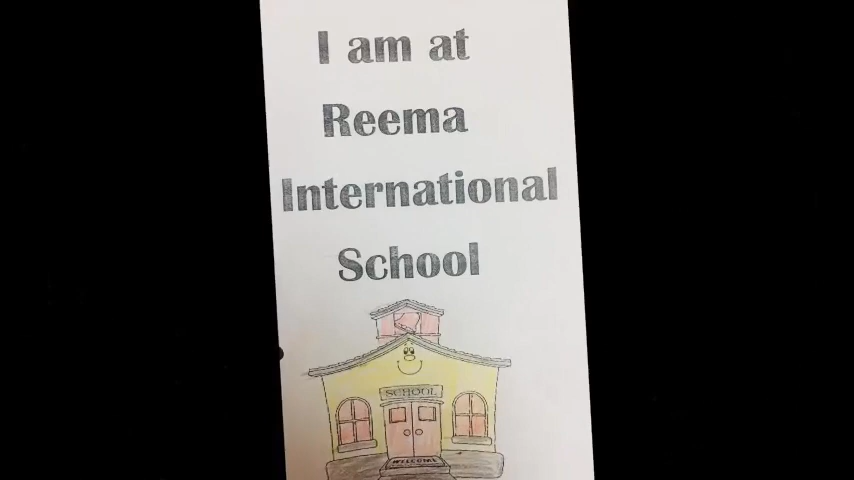 I am at
Reema
International
School
SCHOOL
WELCOME